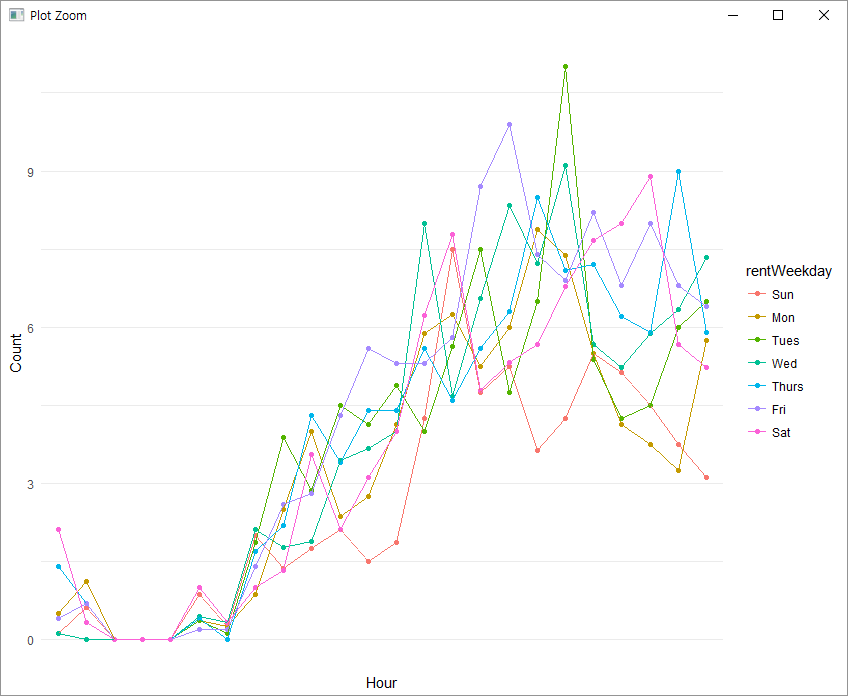 Plot Zoom
9
6
3
0
Count
Hour
rentWeekday
Sun
Mon
Tues
Wed
Thurs
Fri
Sat